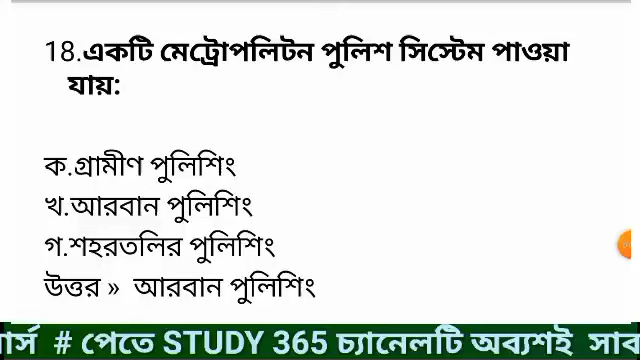 18.একটি মেট্রোপলিটন পুলিশ সিস্টেম পাওয়া
যায়:
ক.গ্রামীণ পুলিশিং
খ.আরবান পুলিশিং
গ.শহরতলির পুলিশিং
উত্তর » আরবান পুলিশিং
# পেতে STUDY 365 চ্যানেলটি অব্যশই